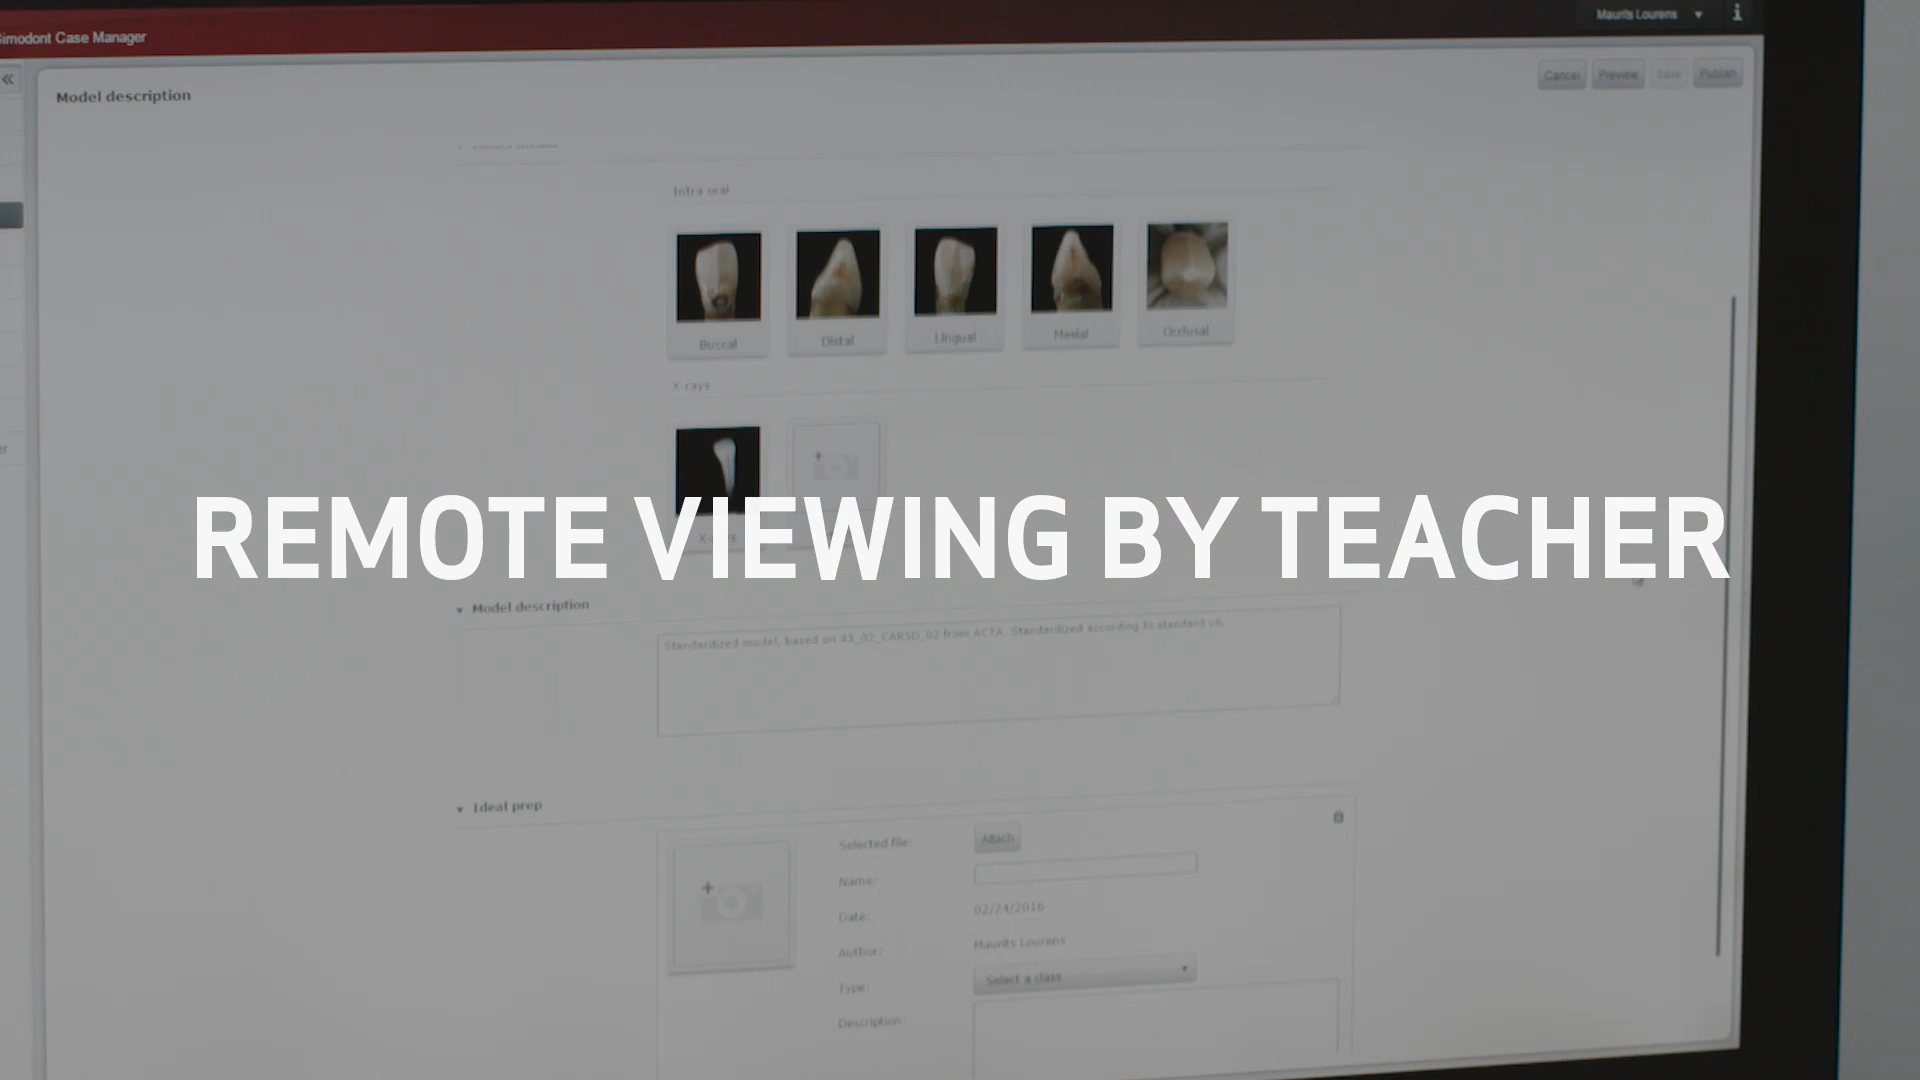 Maurits Lourens
Simodont Case Manager
Cancel Preview Save Publish
Model description
Intra oral
Buccal Distal Lingual Mesial Occlusal
X-rays
REMOTE VIEWING BY TEACHER
Model description
Standardized model, based on 43_02_CARSD_02 from ACTA. Standardized according to standard v6.
Ideal prep
Selected file: Attach
Name:
Date: 02/24/2016
Author: Maurits Lourens
Type: Select a class
Description: